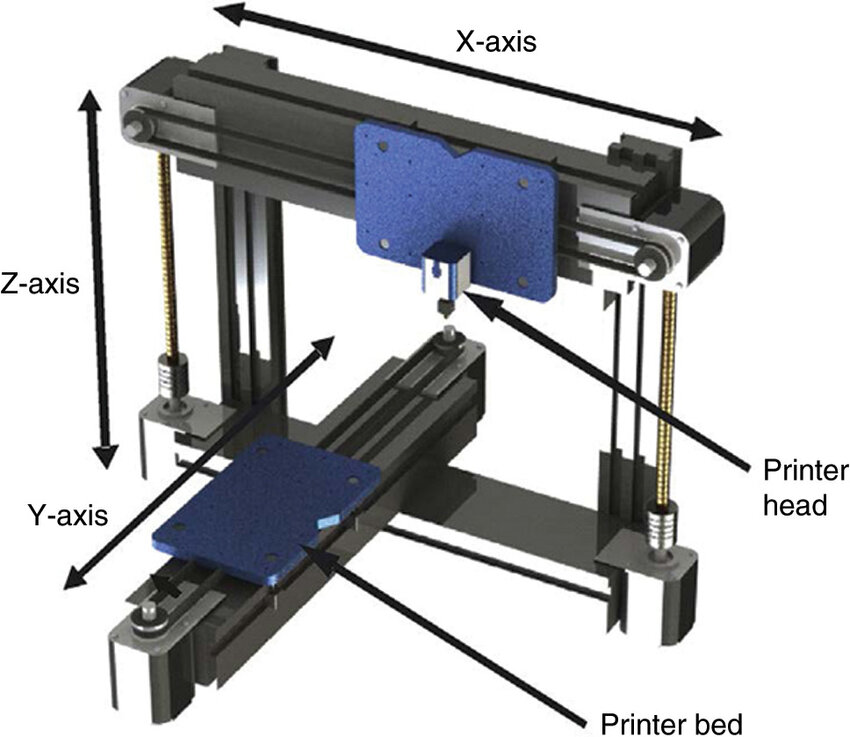 X-axis
Z-axis
Y-axis
Printer
head
Printer bed